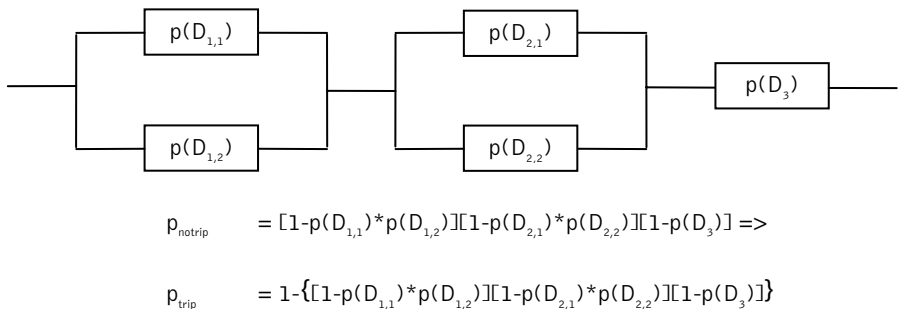 p(D1,1) p(D2,1)
p(D3)
p(D1,2) p(D2,2)
pnotrip = [1-p(D1,1)*p(D1,2)][1-p(D2,1)*p(D2,2)][1-p(D3)] =>
ptrip = 1-{[1-p(D1,1)*p(D1,2)][1-p(D2,1)*p(D2,2)][1-p(D3)]}